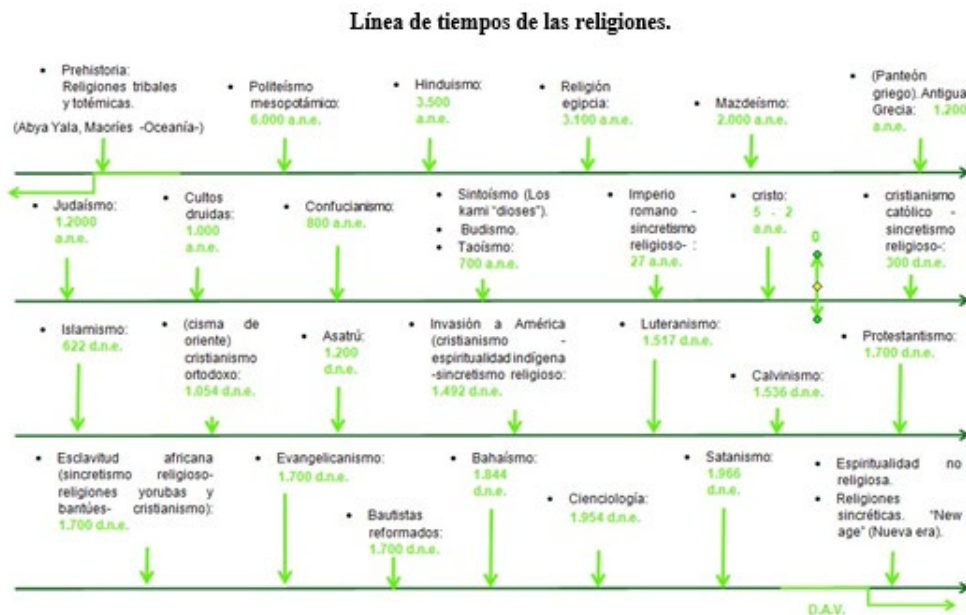 Línea de tiempos de las religiones.
• Prehistoria:
Religiones tribales
y totémicas.
(Abya Yala, Maoríes -Oceanía-)
• Politeísmo
mesopotámico:
6.000 a.n.e.
• Hinduismo:
3.500
a.n.e.
• Religión
egipcia:
3.100 a.n.e.
• Mazdeísmo:
2.000 a.n.e.
• (Panteón
griego). Antigua
Grecia: 1.200
a.n.e.
• Judaísmo:
1.2000
a.n.e.
• Cultos
druidas:
1.000
a.n.e.
• Confucianismo:
800 a.n.e.
• Sintoísmo (Los
kami “dioses”).
• Budismo.
• Taoísmo:
700 a.n.e.
• Imperio
romano -
sincretismo
religioso- :
27 a.n.e.
• cristo:
5 - 2
a.n.e.
0
• cristianismo
católico -
sincretismo
religioso-:
300 d.n.e.
• Islamismo:
622 d.n.e.
• (cisma de
oriente)
cristianismo
ortodoxo:
1.054 d.n.e.
• Asatrú:
1.200
d.n.e.
• Invasión a América
(cristianismo -
espiritualidad indígena
-sincretismo religioso:
1.492 d.n.e.
• Luteranismo:
1.517 d.n.e.
• Calvinismo:
1.536 d.n.e.
• Protestantismo:
1.700 d.n.e.
• Esclavitud africana
(sincretismo religioso-
religiones yorubas y
bantúes- cristianismo):
1.700 d.n.e.
• Evangelicanismo:
1.700 d.n.e.
• Bautistas
reformados:
1.700 d.n.e.
• Bahaísmo:
1.844
d.n.e.
• Cienciología:
1.954 d.n.e.
• Satanismo:
1.966
d.n.e.
• Espiritualidad no
religiosa.
• Religiones
sincréticas. “New
age” (Nueva era).
D.A.V.